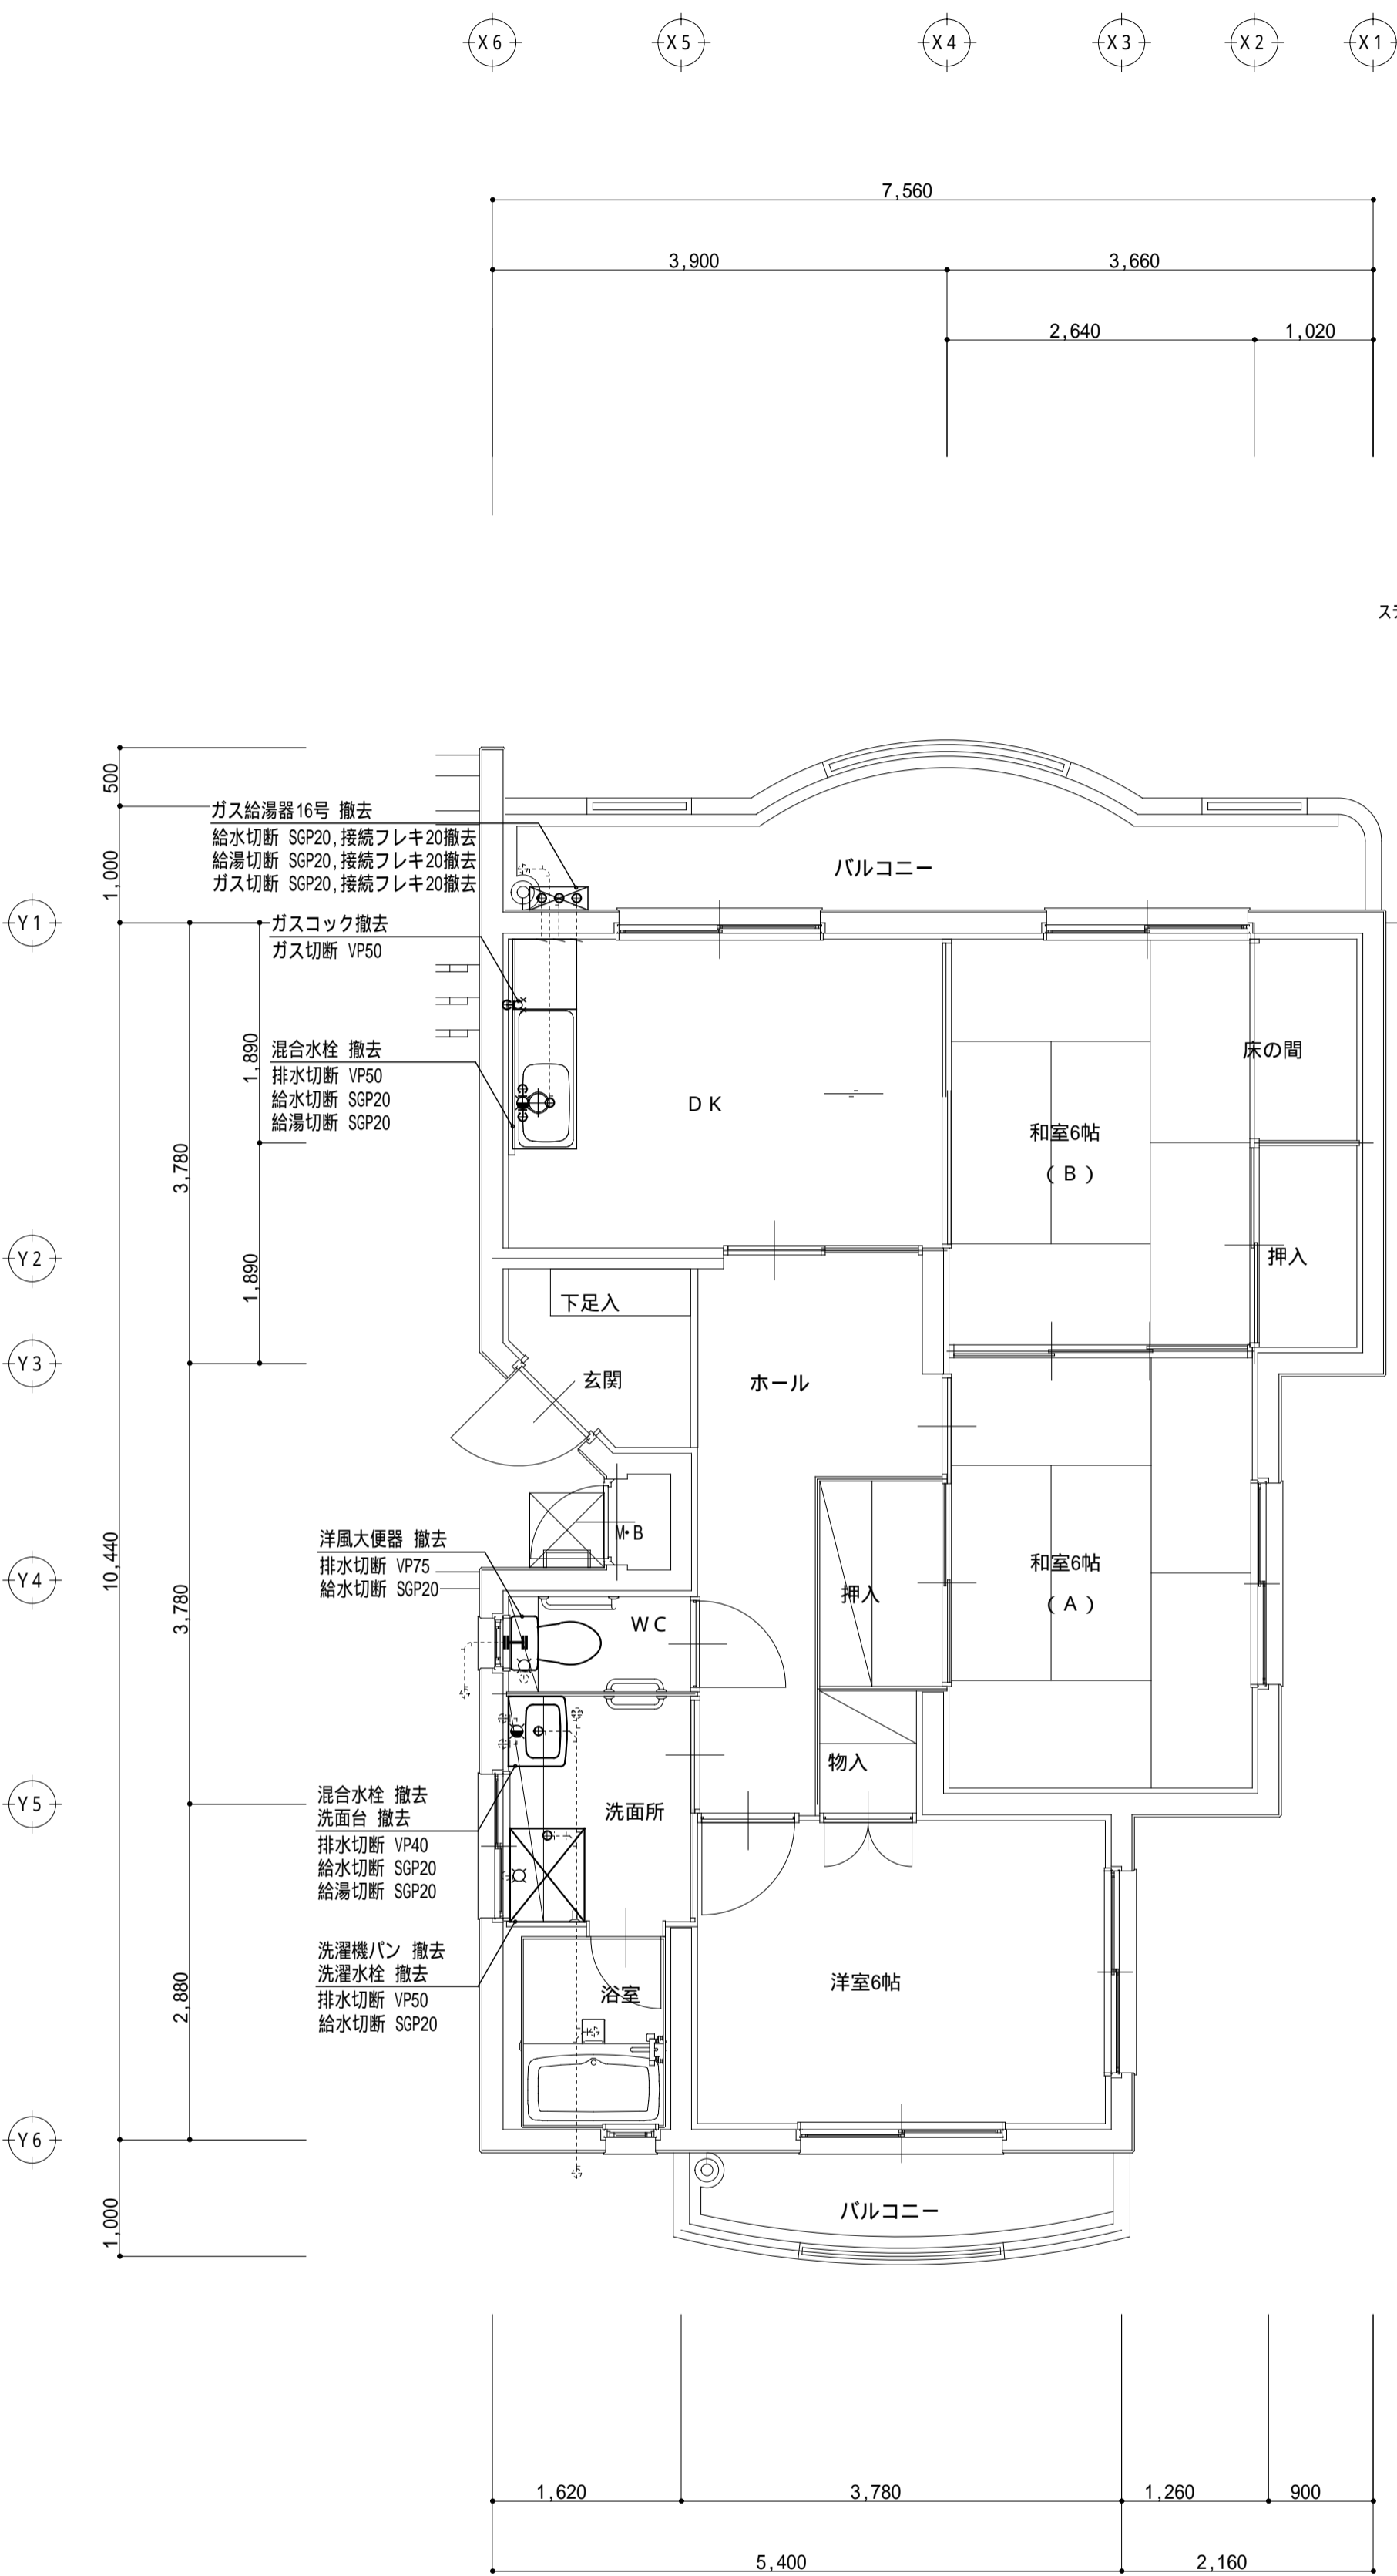 X6 X5 X4 X3 X2 X1
7,560
3,900 3,660
2,640 1,020
500
1,000
ガス給湯器16号 撤去
給水切断 SGP20,接続フレキ20撤去
給湯切断 SGP20,接続フレキ20撤去
ガス切断 SGP20,接続フレキ20撤去
バルコニー
Y1
ガスコック撤去
ガス切断 VP50
1,890
混合水栓 撤去
排水切断 VP50
給水切断 SGP20
給湯切断 SGP20
床の間
DK
和室6帖
(B)
3,780
Y2
押入
1,890
下足入
Y3
玄関
ホール
10,440
洋風大便器 撤去
排水切断 VP75
給水切断 SGP20
M・B
Y4
和室6帖
(A)
押入
3,780
WC
物入
混合水栓 撤去
洗面台 撤去
排水切断 VP40
給水切断 SGP20
給湯切断 SGP20
Y5
洗面所
洗濯機パン 撤去
洗濯水栓 撤去
排水切断 VP50
給水切断 SGP20
2,880
浴室
洋室6帖
Y6
1,000
バルコニー
1,620 3,780 1,260 900
5,400 2,160